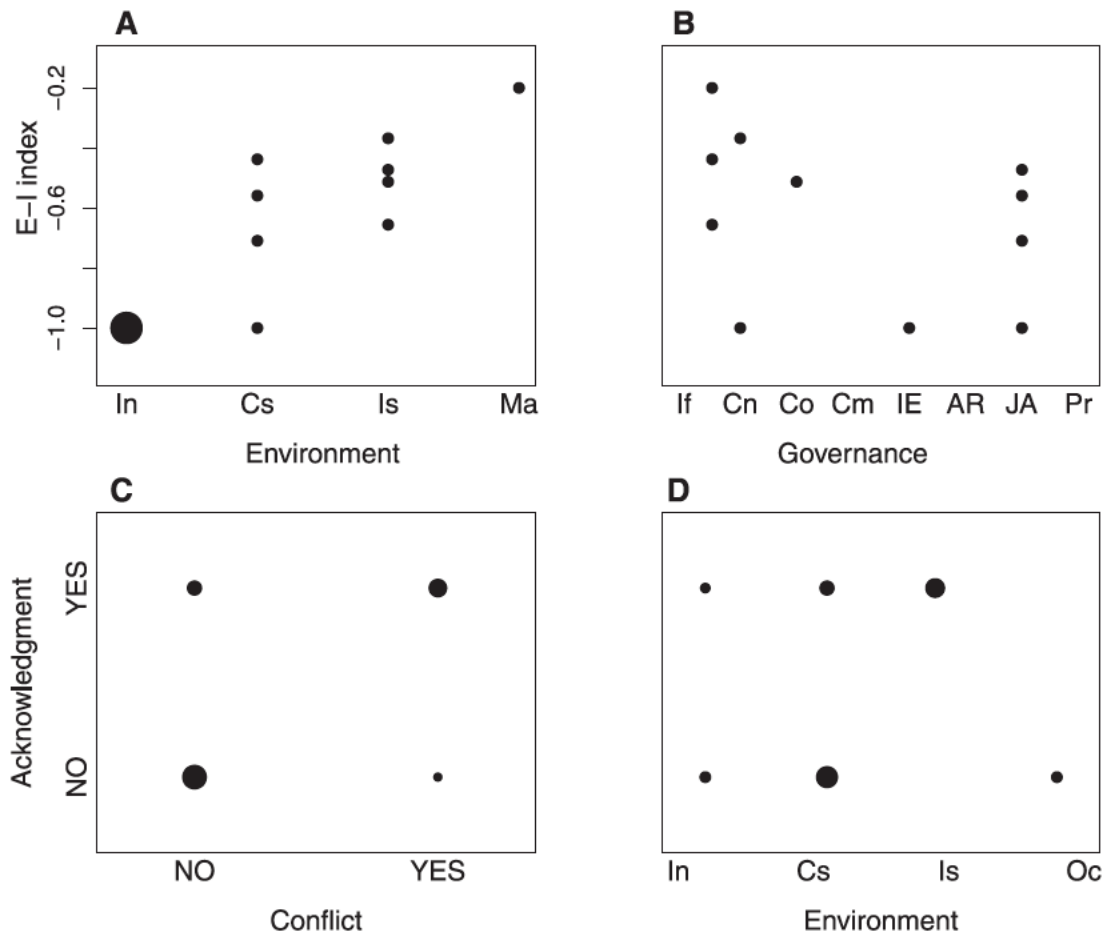 A
B
E–I index
−0.2
−0.6
−1.0
In Cs Is Ma
If Cn Co Cm IE AR JA Pr
Environment
Governance
C
D
Acknowledgment
YES
NO
NO YES
In Cs Is Oc
Conflict
Environment